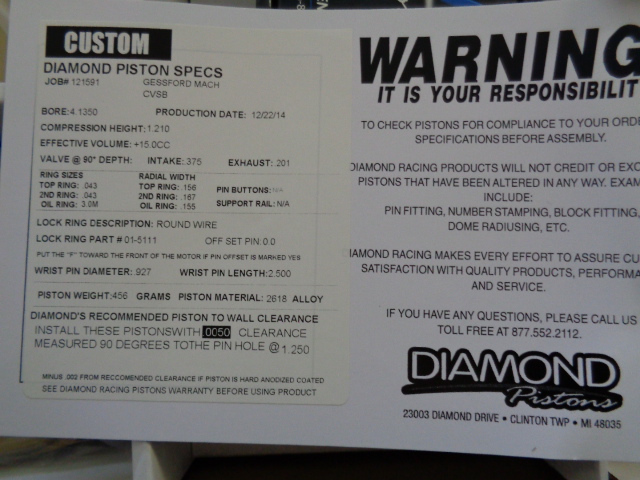 CUSTOM
DIAMOND PISTON SPECS
JOB# 121591 GESSFORD MACH
CVSB
BORE:4.1350 PRODUCTION DATE: 12/22/14
COMPRESSION HEIGHT:1.210
EFFECTIVE VOLUME:+15.0CC
VALVE @ 90° DEPTH: INTAKE:.375 EXHAUST:.201
RING SIZES RADIAL WIDTH
TOP RING: .043 TOP RING: .156 PIN BUTTONS:N/A
2ND RING: .043 2ND RING: .167
OIL RING: 3.0M OIL RING: .155 SUPPORT RAIL:N/A
LOCK RING DESCRIPTION: ROUND WIRE
LOCK RING PART # 01-5111 OFF SET PIN:0.0
PUT THE "F" TOWARD THE FRONT OF THE MOTOR IF PIN OFFSET IS MARKED YES
WRIST PIN DIAMETER: .927 WRIST PIN LENGTH:2.500
PISTON WEIGHT:456 GRAMS PISTON MATERIAL: 2618 ALLOY
DIAMOND'S RECOMMENDED PISTON TO WALL CLEARANCE
INSTALL THESE PISTONSWITH .0050 CLEARANCE
MEASURED 90 DEGREES TOTHE PIN HOLE @ 1.250
MINUS .002 FROM RECCOMENDED CLEARANCE IF PISTON IS HARD ANODIZED COATED
SEE DIAMOND RACING PISTONS WARRANTY BEFORE USING PRODUCT
WARNING
IT IS YOUR RESPONSIBILIT
TO CHECK PISTONS FOR COMPLIANCE TO YOUR ORDE
SPECIFICATIONS BEFORE ASSEMBLY.
DIAMOND RACING PRODUCTS WILL NOT CREDIT OR EXC
PISTONS THAT HAVE BEEN ALTERED IN ANY WAY. EXAM
INCLUDE:
PIN FITTING, NUMBER STAMPING, BLOCK FITTING,
DOME RADIUSING, ETC.
IAMOND RACING MAKES EVERY EFFORT TO ASSURE CU
SATISFACTION WITH QUALITY PRODUCTS, PERFORMA
AND SERVICE.
IF YOU HAVE ANY QUESTIONS, PLEASE CALL US
TOLL FREE AT 877.552.2112.
DIAMOND
Pistons
23003 DIAMOND DRIVE • CLINTON TWP • MI 48035